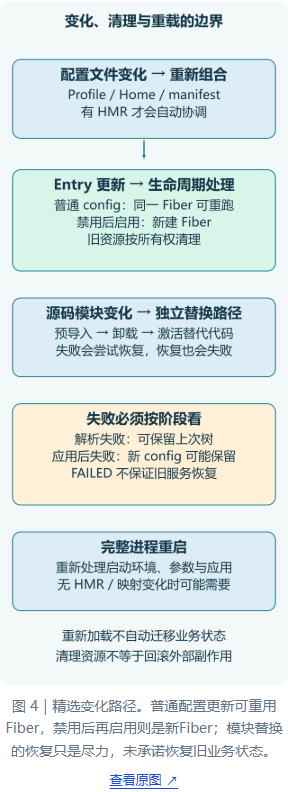 变化、清理与重载的边界
配置文件变化 → 重新组合
Profile / Home / manifest
有 HMR 才会自动协调
Entry 更新 → 生命周期处理
普通 config：同一 Fiber 可重跑
禁用后启用：新建 Fiber
旧资源按所有权清理
源码模块变化 → 独立替换路径
预导入 → 卸载 → 激活替代代码
失败会尝试恢复，恢复也会失败
失败必须按阶段看
解析失败：可保留上次树
应用后失败：新 config 可能保留
FAILED 不保证旧服务恢复
完整进程重启
重新处理启动环境、参数与应用
无 HMR / 映射变化时可能需要
重新加载不自动迁移业务状态
清理资源不等于回滚外部副作用
图 4｜精选变化路径。普通配置更新可重用
Fiber，禁用后再启用则是新Fiber；模块替换
的恢复只是尽力，未承诺恢复旧业务状态。
查看原图 ↗